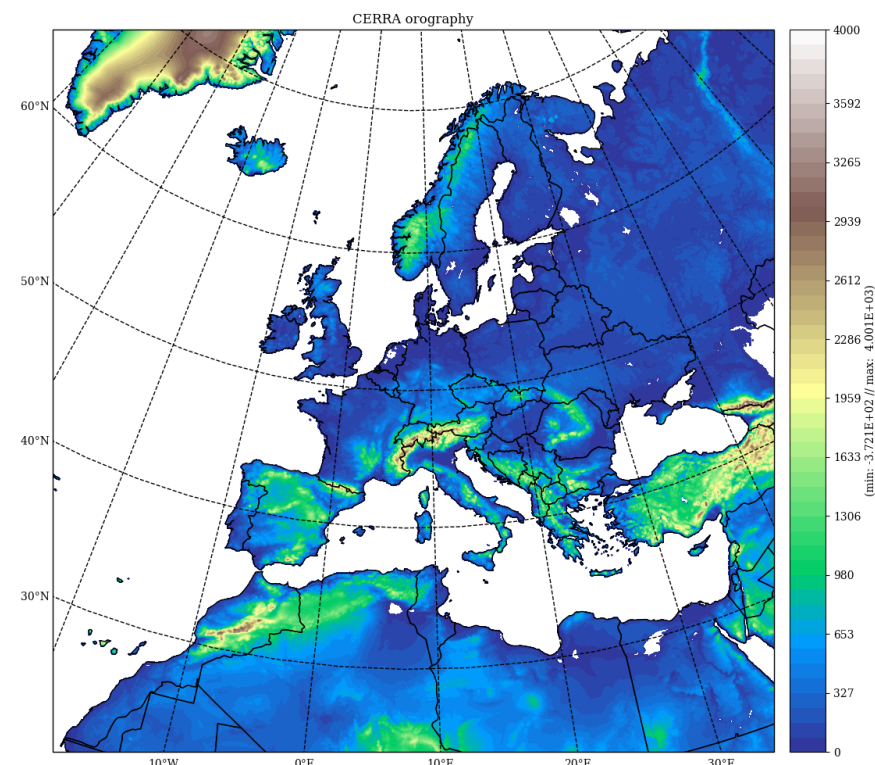 CERRA orography
60°N
50°N
40°N
30°N
10°W
0°F
10°F
20°F
30°F
4000
3592
3265
2939
2612
2286
1959
1633
1306
980
653
327
0
(min: -3.721E+02 // max: 4.001E+03)